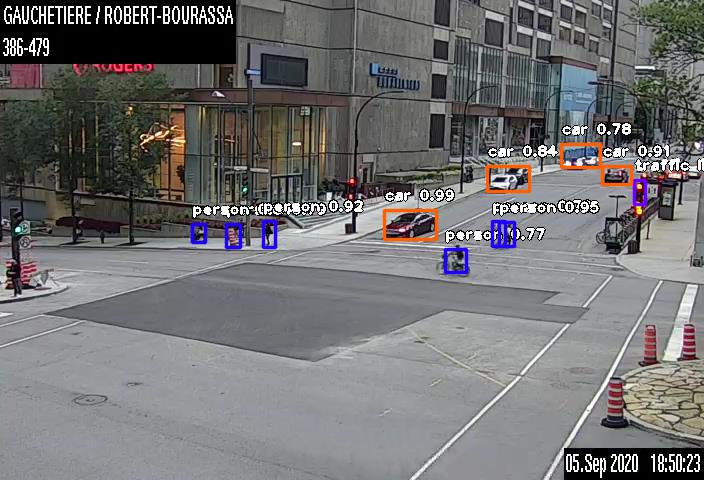 GAUCHETIERE / ROBERT-BOURASSA
386-479
ROGERS
car 0.78
car 0.84
car 0.91
traffic_l
car 0.99
person 0.92
0.95
person 0.77
05.Sep 2020 18:50:23